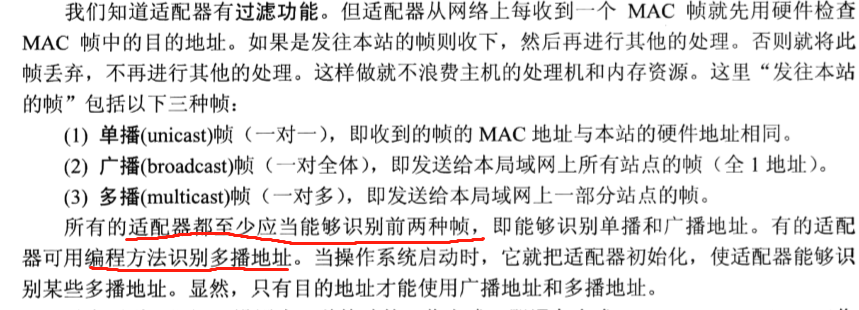 我们知道适配器有过滤功能。但适配器从网络上每收到一个 MAC 帧就先用硬件检查
MAC 帧中的目的地址。如果是发往本站的帧则收下，然后再进行其他的处理。否则就将此
帧丢弃，不再进行其他的处理。这样做就不浪费主机的处理机和内存资源。这里“发往本站
的帧”包括以下三种帧：
(1) 单播(unicast)帧（一对一），即收到的帧的 MAC 地址与本站的硬件地址相同。
(2) 广播(broadcast)帧（一对全体），即发送给本局域网上所有站点的帧（全 1 地址）。
(3) 多播(multicast)帧（一对多），即发送给本局域网上一部分站点的帧。
所有的适配器都至少应当能够识别前两种帧，即能够识别单播和广播地址。有的适配
器可用编程方法识别多播地址。当操作系统启动时，它就把适配器初始化，使适配器能够识
别某些多播地址。显然，只有目的地址才能使用广播地址和多播地址。